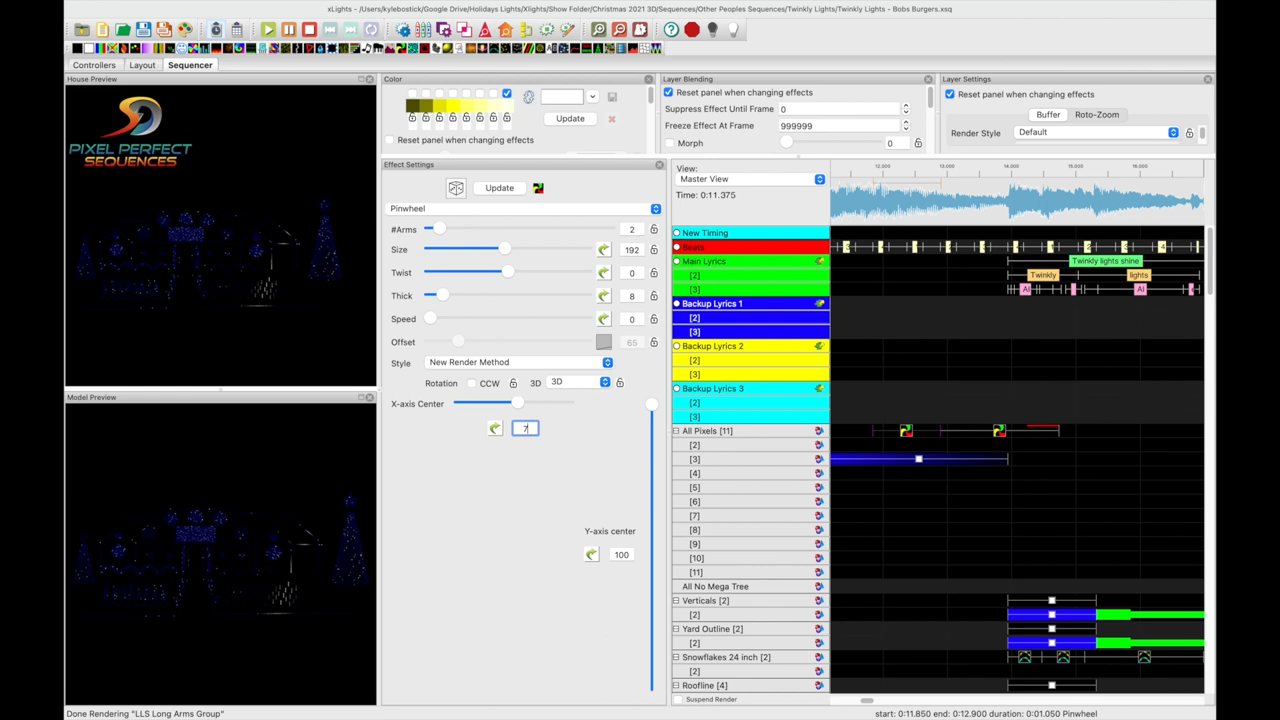 xLights - /Users/kylebostick/Google Drive/Holidays Lights/Xlights/Show Folder/Christmas 2021 3D/Sequences/Other Peoples Sequences/Twinkly Lights/Twinkly Lights - Bobs Burgers.xsq
Controllers Layout Sequencer
House Preview
PIXEL PERFECT
SEQUENCES
Model Preview
Color
Update
Reset panel when changing effects
Layer Blending
Reset panel when changing effects
Suppress Effect Until Frame 0
Freeze Effect At Frame 999999
Morph 0
Layer Settings
Reset panel when changing effects
Buffer Roto-Zoom
Render Style Default
Effect Settings
Update
Pinwheel
#Arms 2
Size 192
Twist 0
Thick 8
Speed 0
Offset 65
Style New Render Method
Rotation CCW 3D 3D
X-axis Center
7
Y-axis center
100
View:
Master View
Time: 0:11.375
12.000 13.000 14.000 15.000 16.000
New Timing
Beats
Main Lyrics Twinkly lights shine
[2] Twinkly lights
[3] AI AI
Backup Lyrics 1
[2]
[3]
Backup Lyrics 2
[2]
[3]
Backup Lyrics 3
[2]
[3]
All Pixels [11]
[2]
[3]
[4]
[5]
[6]
[7]
[8]
[9]
[10]
[11]
All No Mega Tree
Verticals [2]
[2]
Yard Outline [2]
[2]
Snowflakes 24 inch [2]
[2]
Roofline [4]
Suspend Render
Done Rendering "LLS Long Arms Group"
start: 0:11.850 end: 0:12.900 duration: 0:01.050 Pinwheel